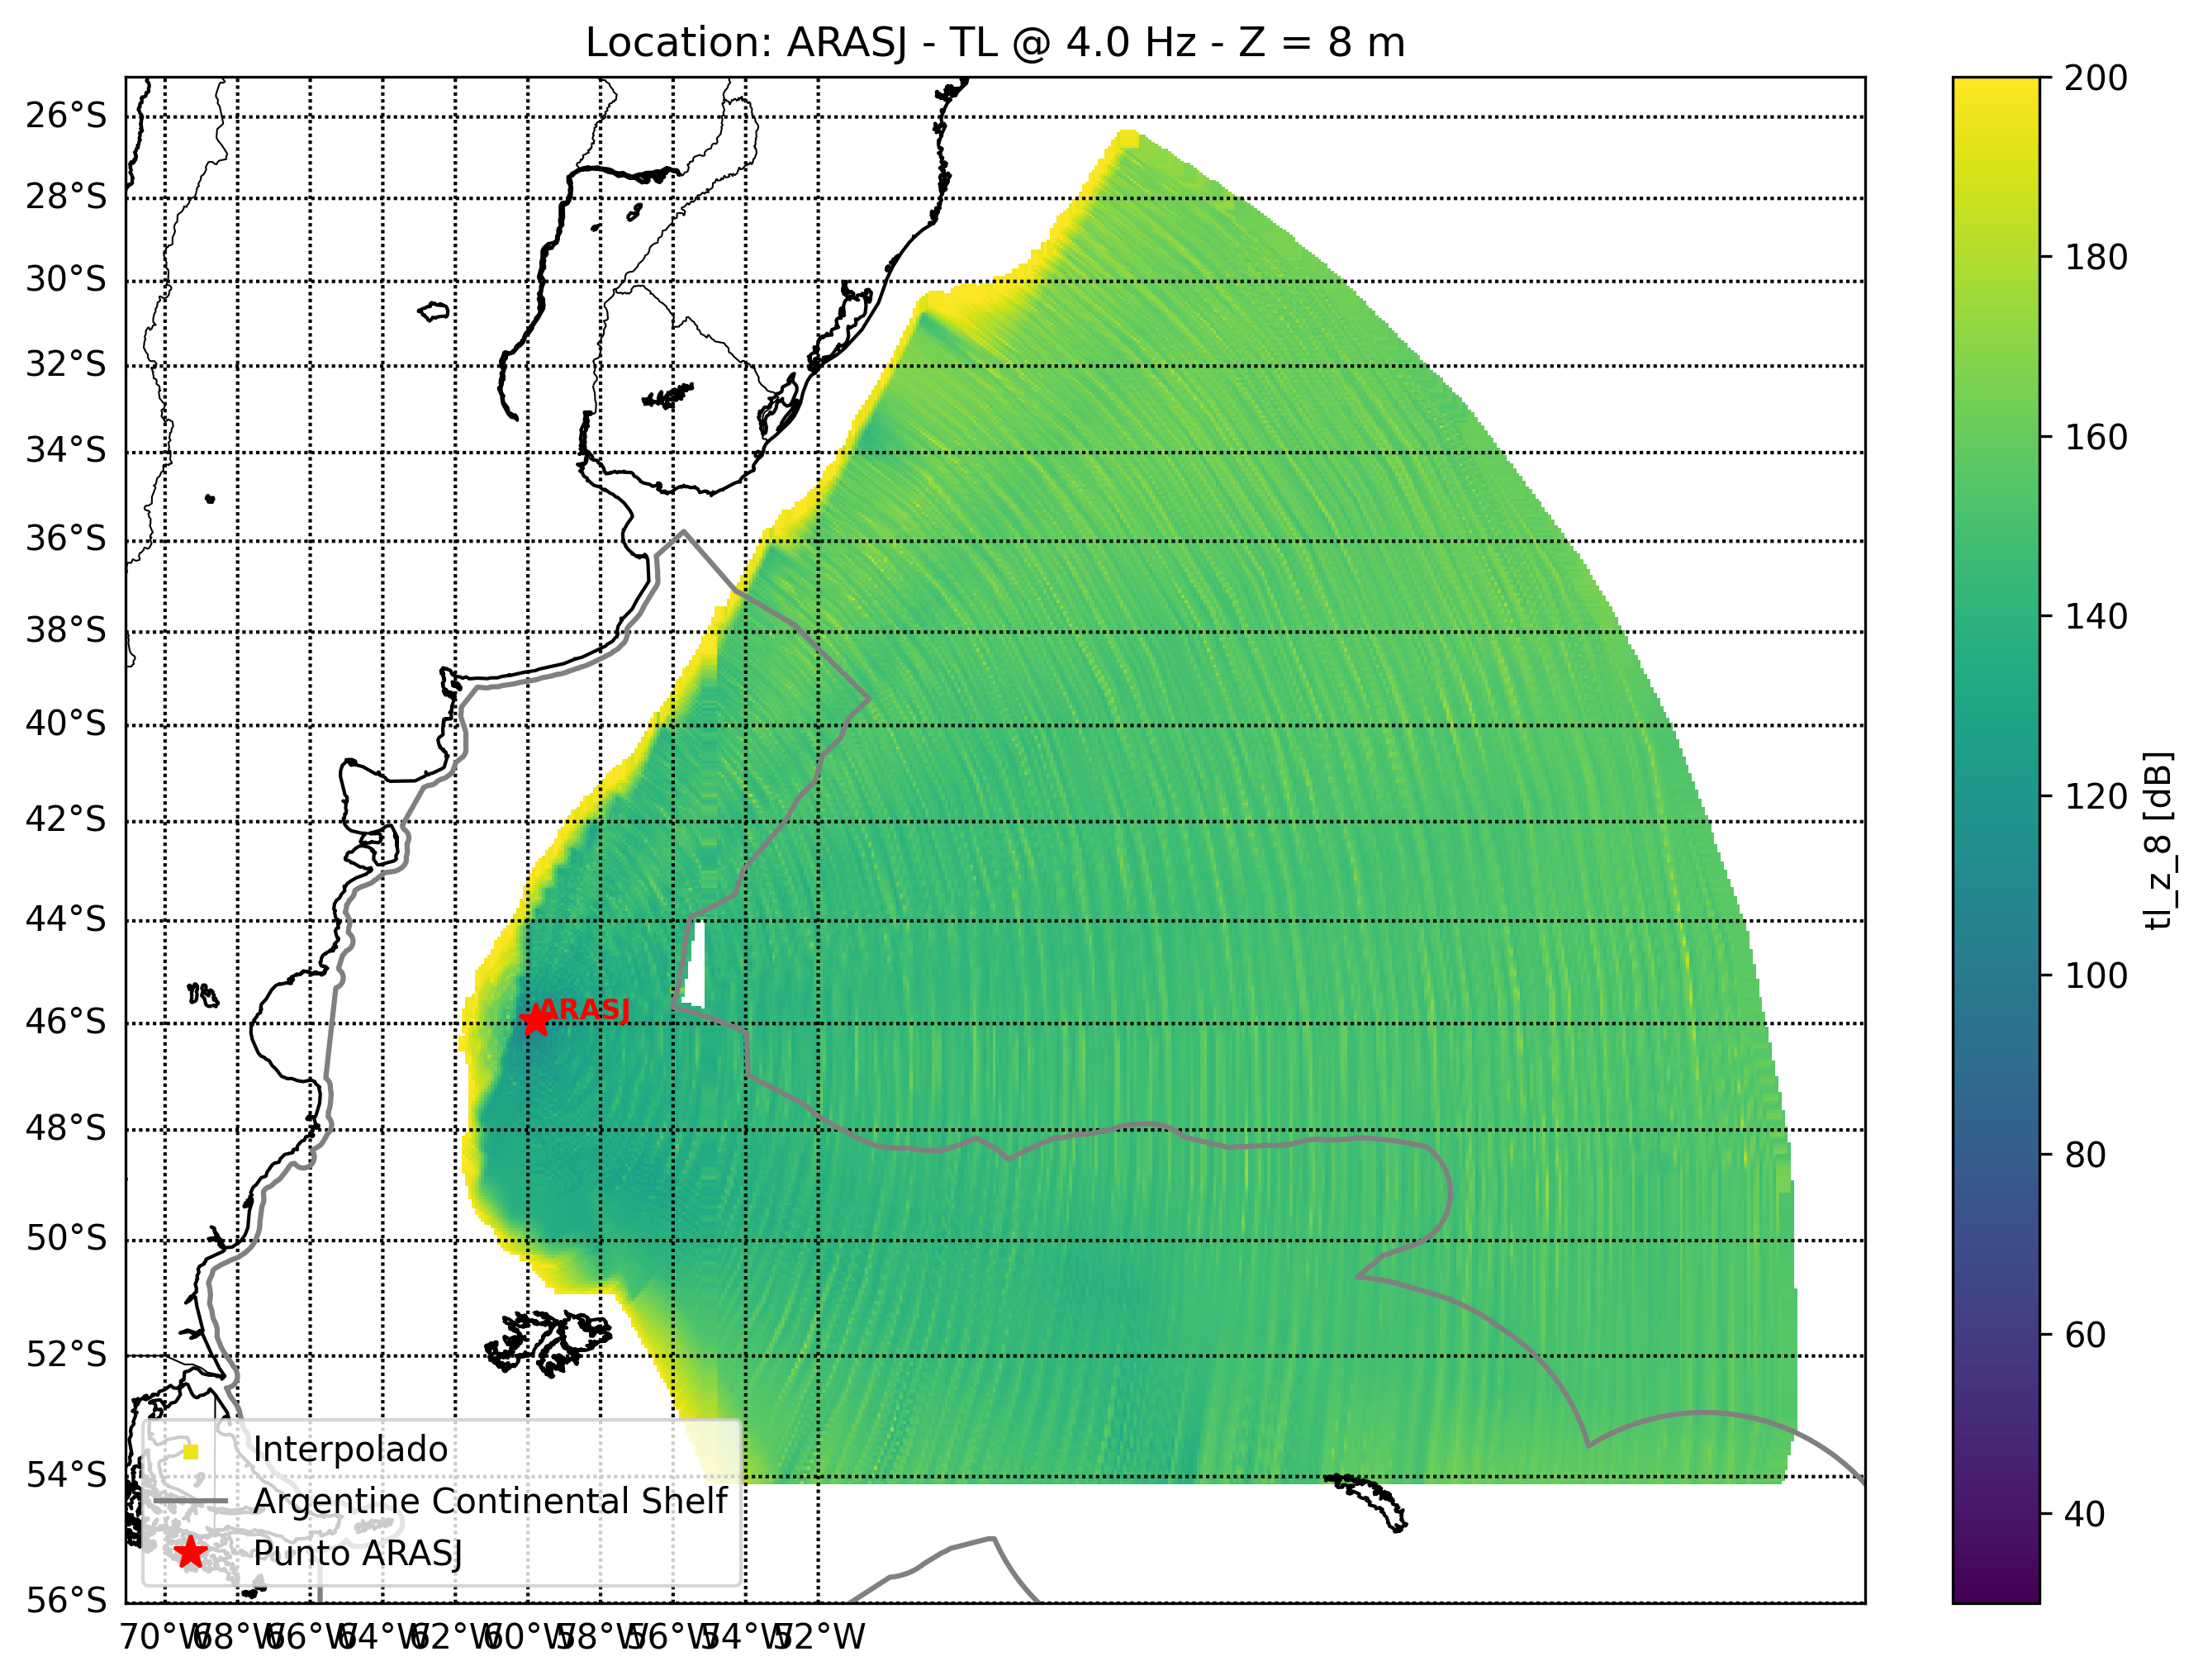 Location: ARASJ - TL @ 4.0 Hz - Z = 8 m
26°S
28°S
30°S
32°S
34°S
36°S
38°S
40°S
42°S
44°S
46°S
48°S
50°S
52°S
54°S
56°S
ARASJ
Interpolado
Argentine Continental Shelf
Punto ARASJ
70°W 68°W 66°W 64°W 62°W 60°W 58°W 56°W 54°W 52°W
200
180
160
140
120
100
80
60
40
tl_z_8 [dB]